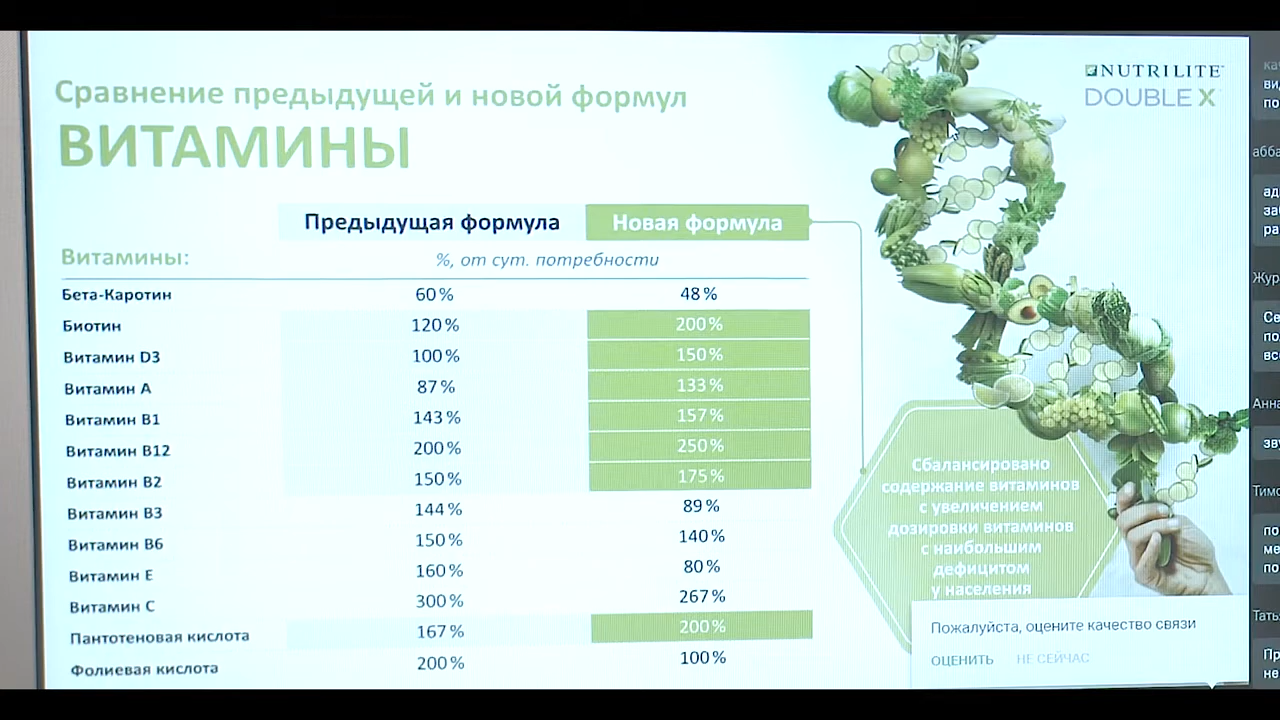 Сравнение предыдущей и новой формул
ВИТАМИНЫ
NUTRILITE
DOUBLE X
Предыдущая формула Новая формула
Витамины: %, от сут. потребности
Бета-Каротин 60% 48%
Биотин 120% 200%
Витамин D3 100% 150%
Витамин А 87% 133%
Витамин В1 143% 157%
Витамин В12 200% 250%
Витамин В2 150% 175%
Витамин В3 144% 89%
Витамин В6 150% 140%
Витамин Е 160% 80%
Витамин С 300% 267%
Пантотеновая кислота 167% 200%
Фолиевая кислота 200% 100%
Сбалансировано
содержание витаминов
с увеличением
дозировки витаминов
с наибольшим
дефицитом
у населения
Пожалуйста, оцените качество связи
ОЦЕНИТЬ НЕ СЕЙЧАС